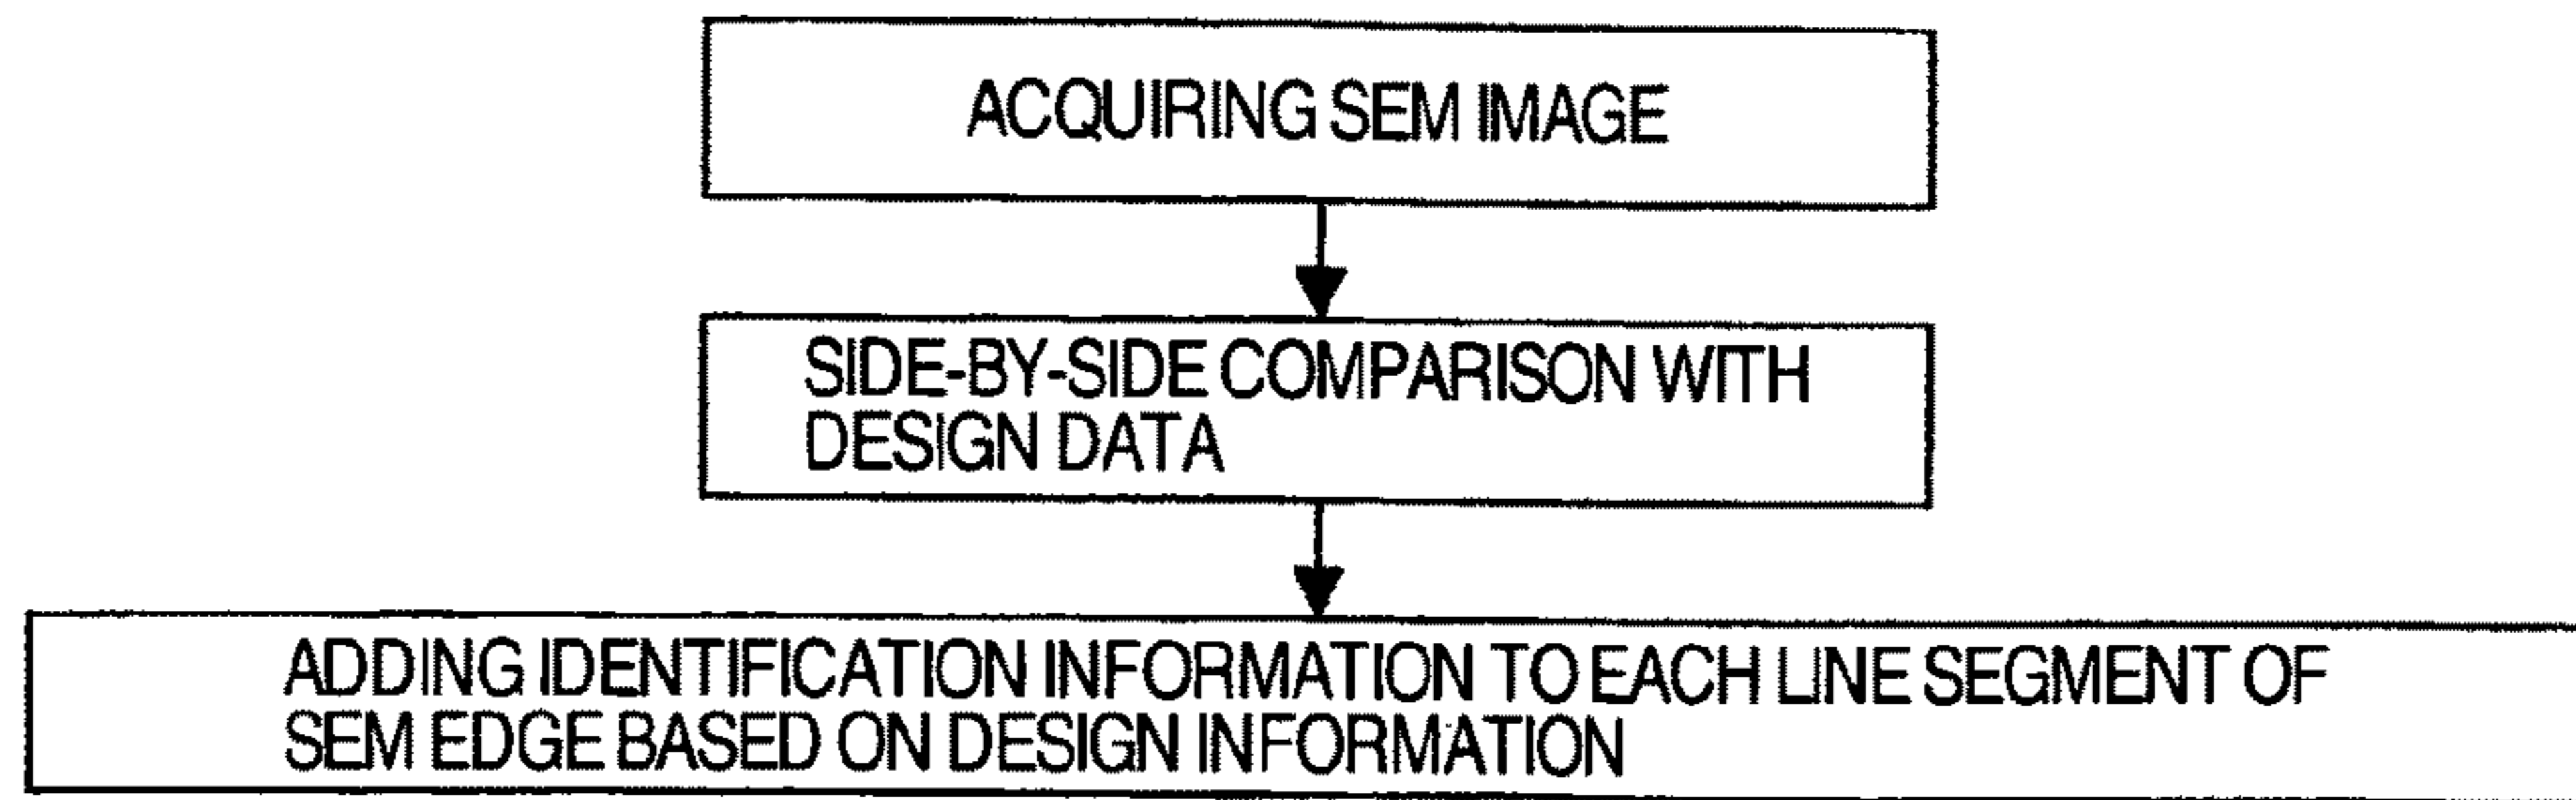 ACQUIRING SEM IMAGE
SIDE-BY-SIDE COMPARISON WITH
DESIGN DATA
ADDING IDENTIFICATION INFORMATION TO EACH LINE SEGMENT OF
SEM EDGE BASED ON DESIGN INFORMATION